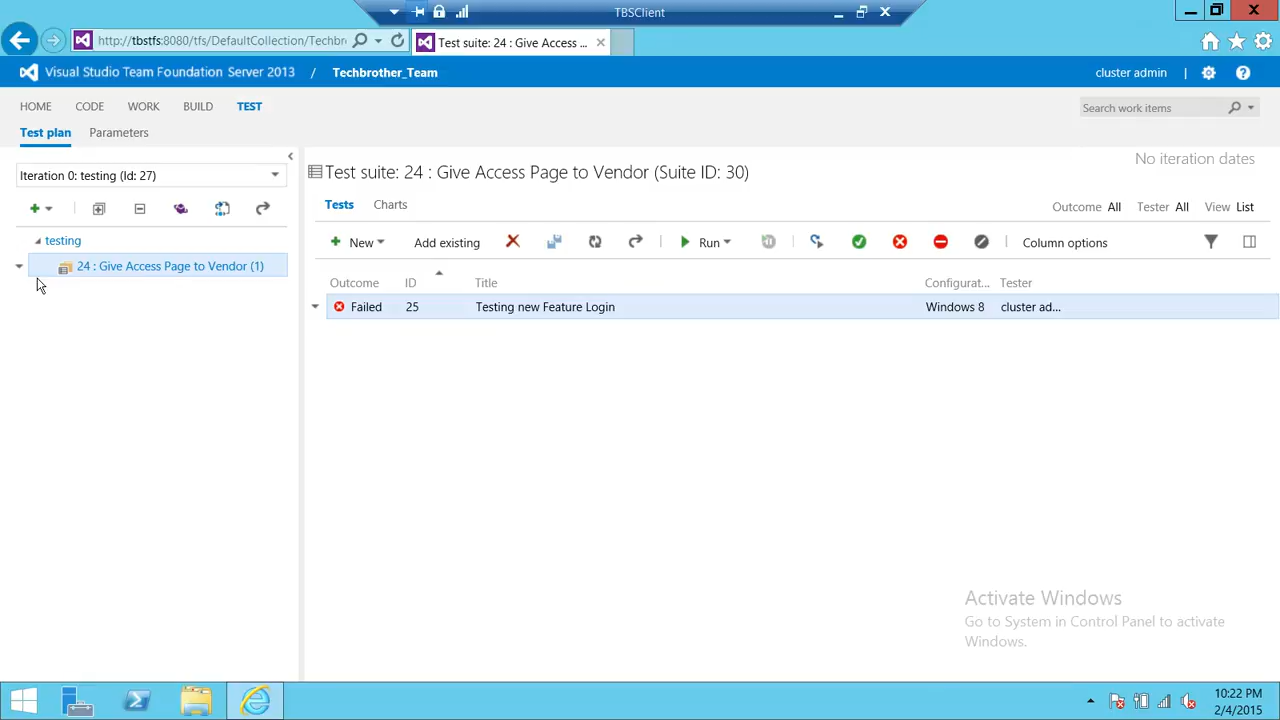 TBSClient
http://tbstfs:8080/tfs/DefaultCollection/Techbr
Test suite: 24 : Give Access ...
Visual Studio Team Foundation Server 2013 / Techbrother_Team
cluster admin
HOME CODE WORK BUILD TEST
Search work items
Test plan Parameters
Iteration 0: testing (Id: 27)
testing
24 : Give Access Page to Vendor (1)
No iteration dates
Test suite: 24 : Give Access Page to Vendor (Suite ID: 30)
Tests Charts
Outcome All Tester All View List
New Add existing Run Column options
Outcome ID Title Configurat... Tester
Failed 25 Testing new Feature Login Windows 8 cluster ad...
Activate Windows
Go to System in Control Panel to activate
Windows.
10:22 PM
2/4/2015